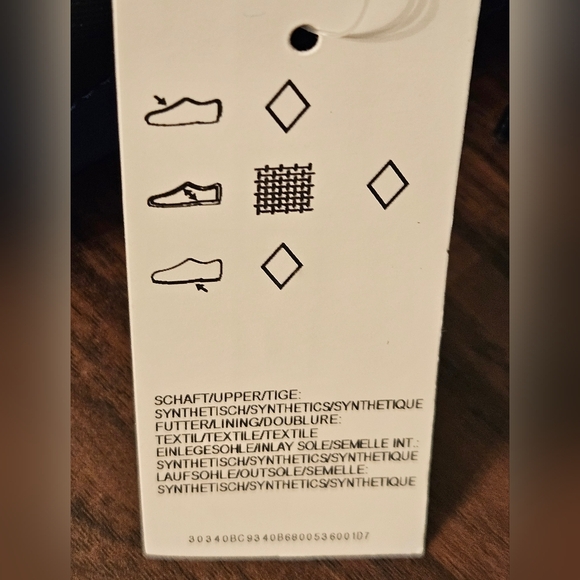 SCHAFT/UPPER/TIGE:
SYNTHETISCH/SYNTHETICS/SYNTHETIQUE
FUTTER/LINING/DOUBLURE:
TEXTIL/TEXTILE/TEXTILE
EINLEGESOHLE/INLAY SOLE/SEMELLE INT.:
SYNTHETISCH/SYNTHETICS/SYNTHETIQUE
LAUFSOHLE/OUTSOLE/SEMELLE:
SYNTHETISCH/SYNTHETICS/SYNTHETIQUE
30340BC9340B6800536001D7